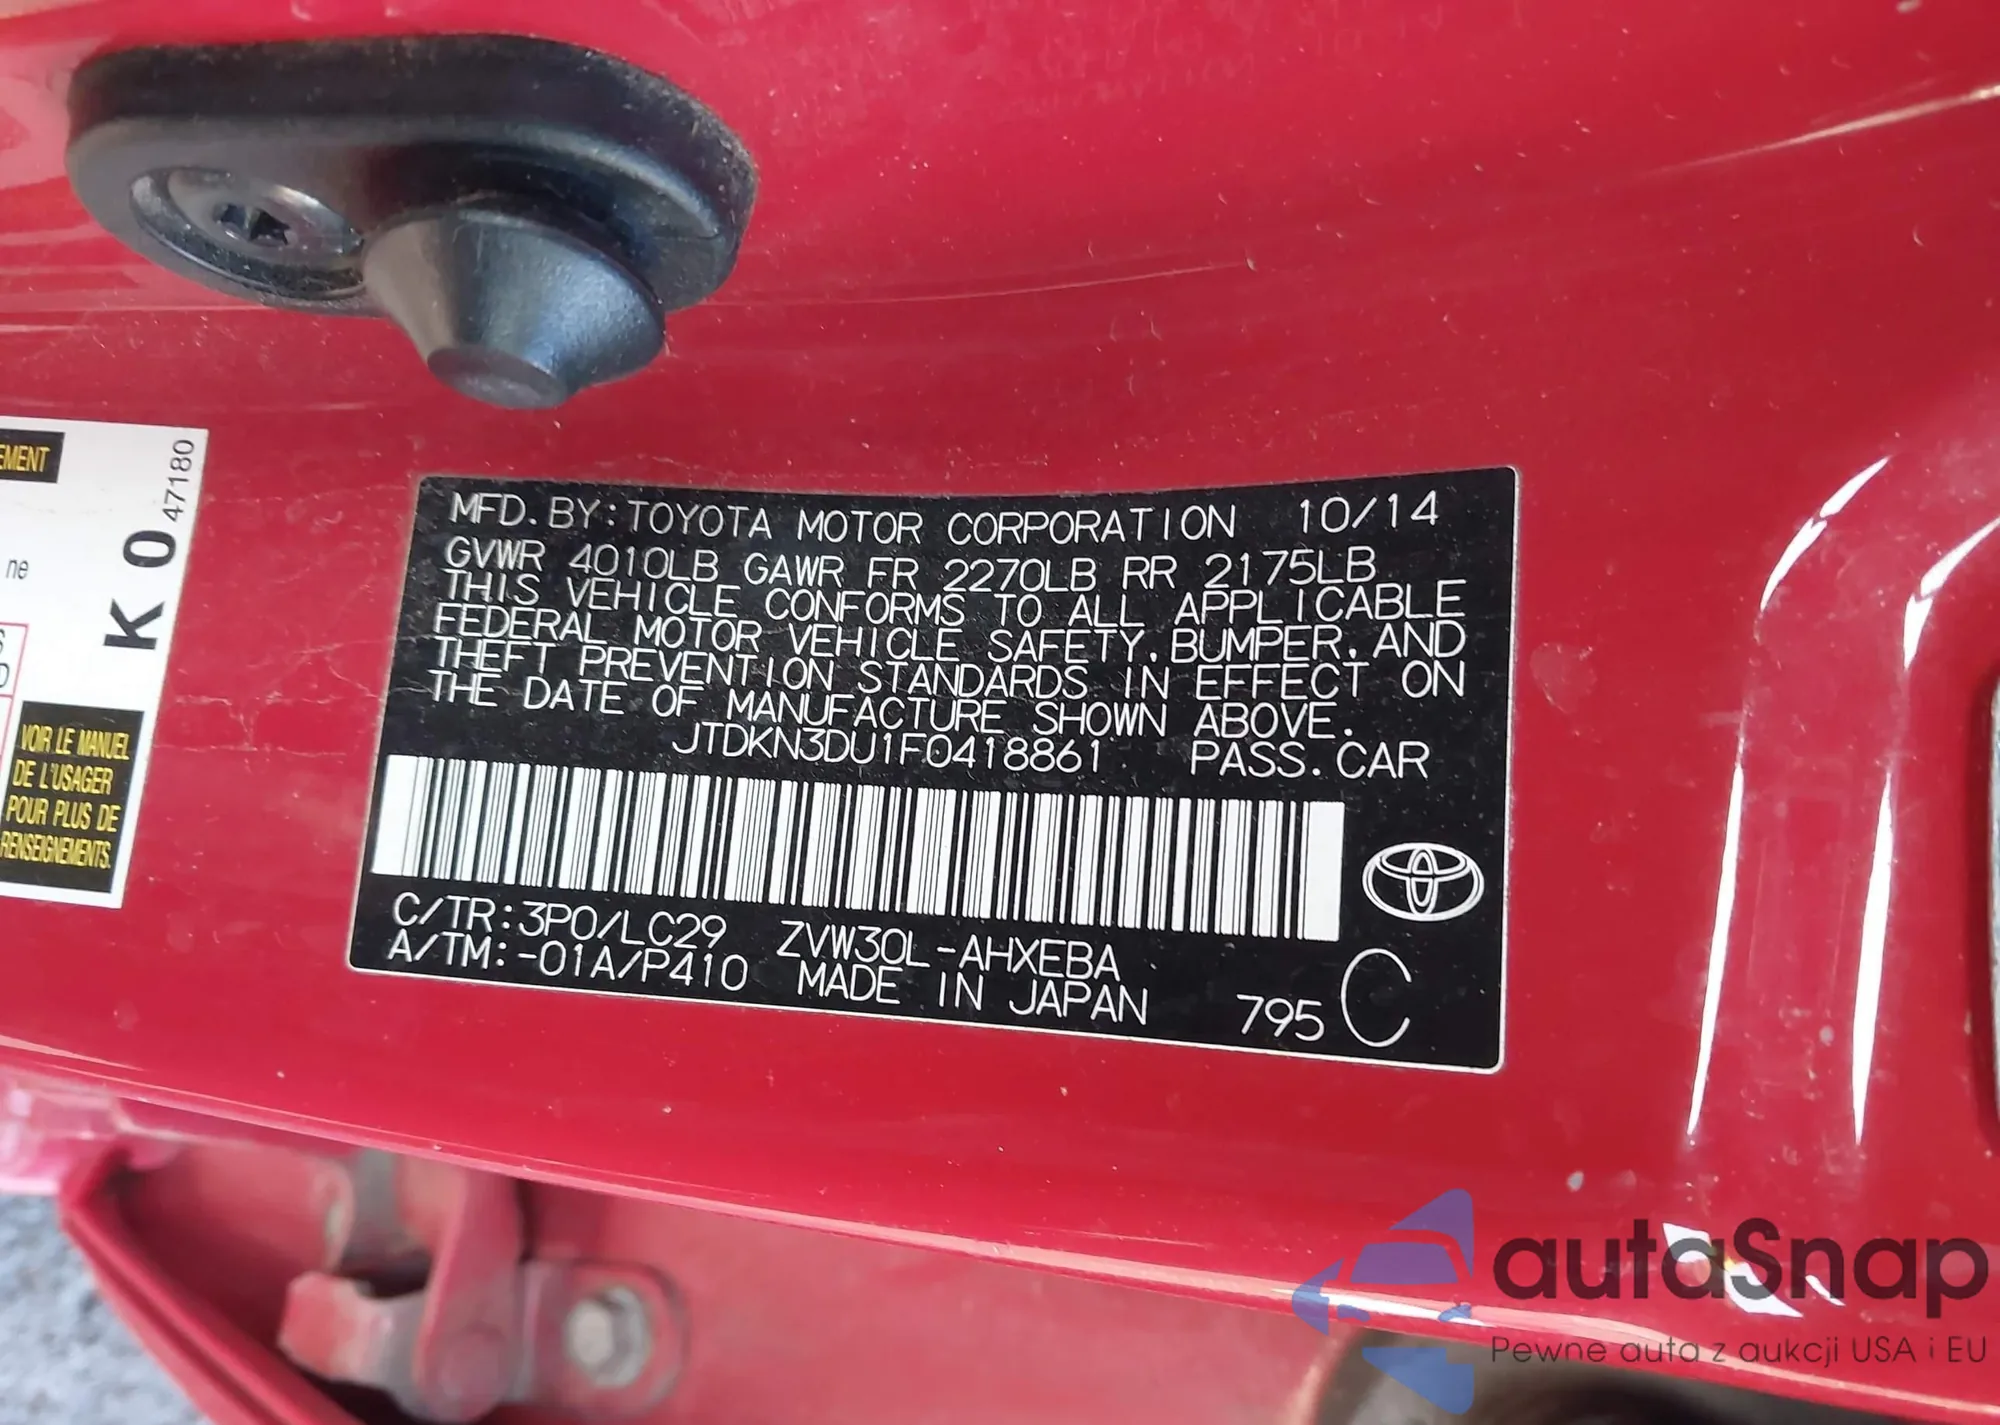 EMENT
K 0 47180
ne
S
D
VOIR LE MANUEL
DE L'USAGER
POUR PLUS DE
RENSEIGNEMENTS.
MFD. BY:TOYOTA MOTOR CORPORATION 10/14
GVWR 4010LB GAWR FR 2270LB RR 2175LB
THIS VEHICLE CONFORMS TO ALL APPLICABLE
FEDERAL MOTOR VEHICLE SAFETY, BUMPER, AND
THEFT PREVENTION STANDARDS IN EFFECT ON
THE DATE OF MANUFACTURE SHOWN ABOVE.
JTDKN3DU1F0418861 PASS. CAR
C/TR:3P0/LC29 ZVW30L-AHXEBA
A/TM:-01A/P410 MADE IN JAPAN 795 C
autaSnap
Pewne auta z aukcji USA i EU